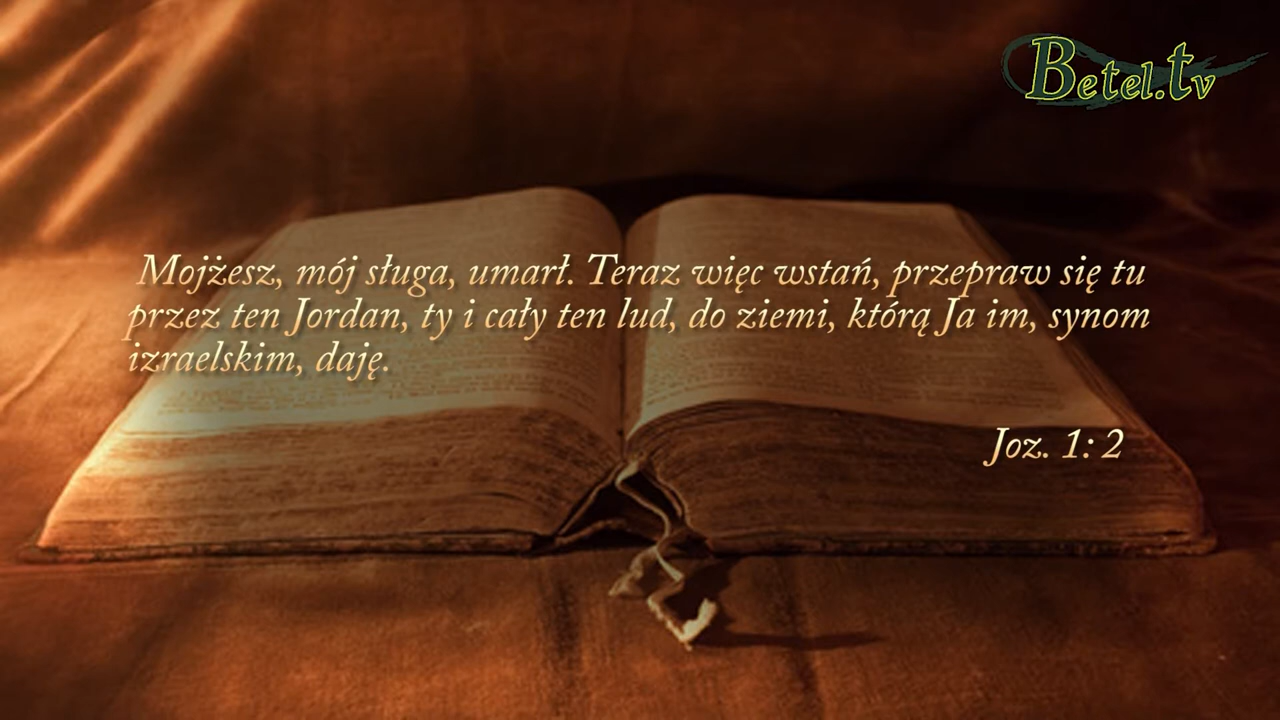 Betel.tv
Mojżesz, mój sługa, umarł. Teraz więc wstań, przepraw się tu
przez ten Jordan, ty i cały ten lud, do ziemi, którą Ja im, synom
izraelskim, daję.
Joz. 1: 2